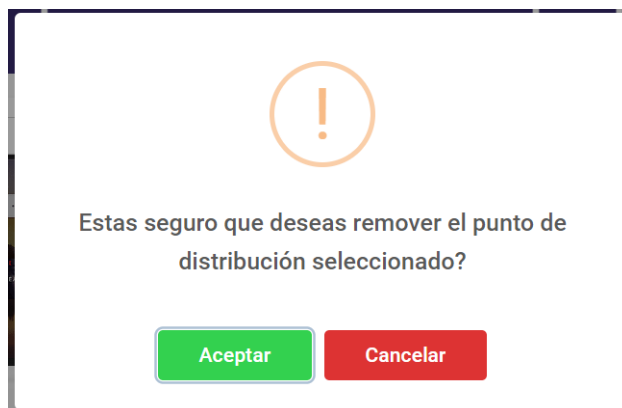 Estas seguro que deseas remover el punto de
distribución seleccionado?
Aceptar
Cancelar